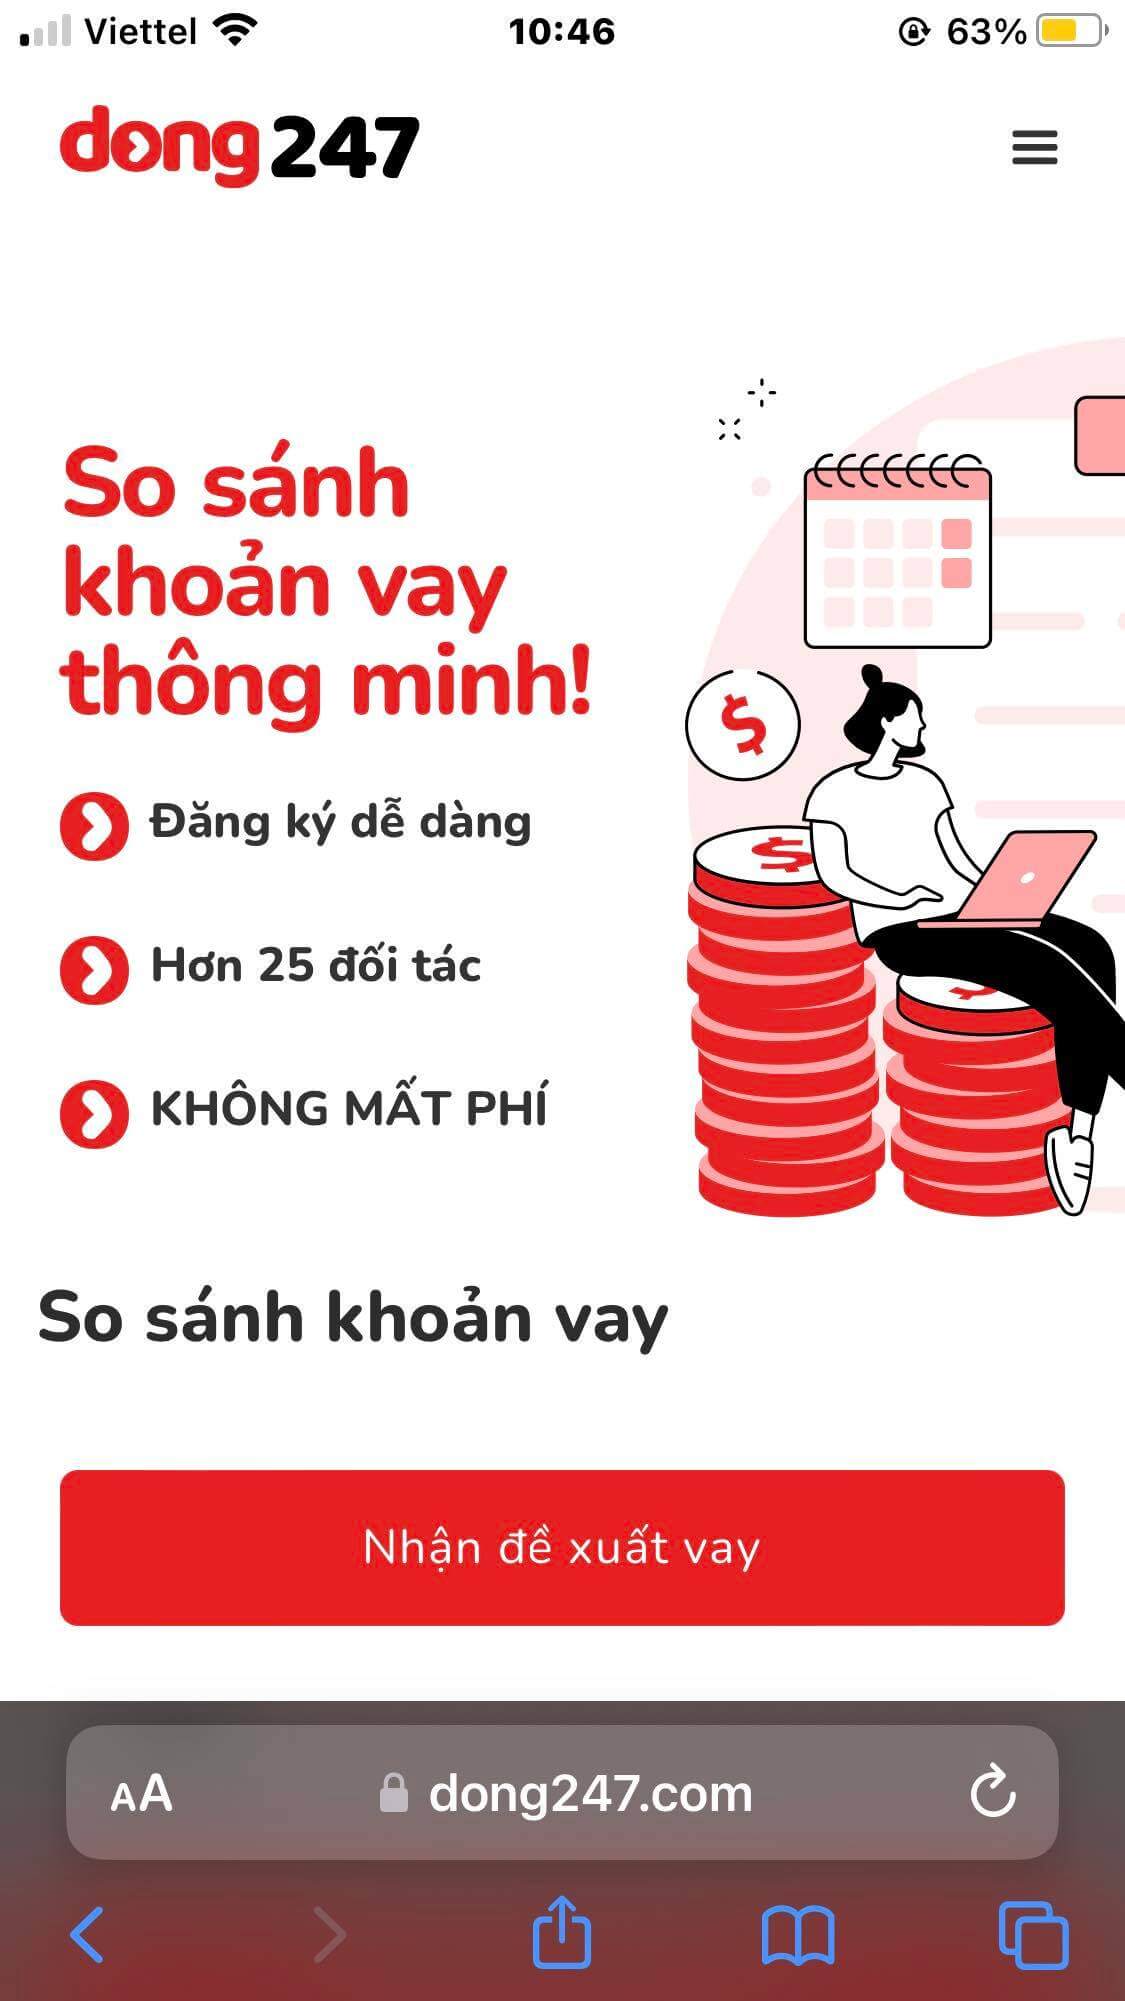 Viettel 10:46 63%
dong247
So sánh
khoản vay
thông minh!
Đăng ký dễ dàng
Hơn 25 đối tác
KHÔNG MẤT PHÍ
So sánh khoản vay
Nhận đề xuất vay
AA dong247.com